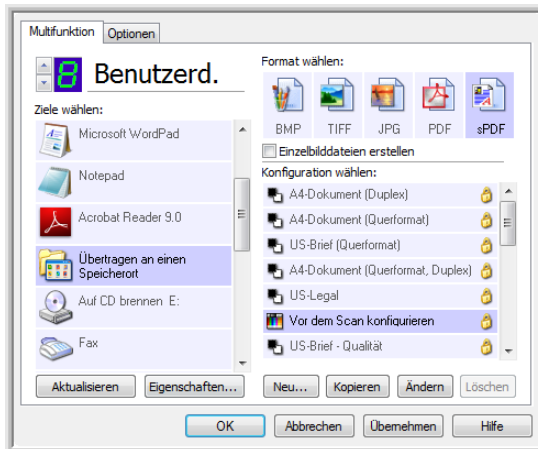 Multifunktion Optionen
8 Benutzerd.
Ziele wählen:
Microsoft WordPad
Notepad
Acrobat Reader 9.0
Übertragen an einen
Speicherort
Auf CD brennen E:
Fax
Aktualisieren Eigenschaften...
Format wählen:
BMP TIFF JPG PDF sPDF
Einzelbilddateien erstellen
Konfiguration wählen:
A4-Dokument (Duplex)
A4-Dokument (Querformat)
US-Brief (Querformat)
A4-Dokument (Querformat, Duplex)
US-Legal
Vor dem Scan konfigurieren
US-Brief - Qualität
Neu... Kopieren Ändern Löschen
OK Abbrechen Übernehmen Hilfe